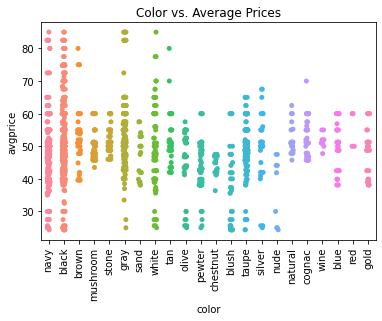 Color vs. Average Prices
80
70
60
50
40
30
avgprice
navy
black
brown
mushroom
stone
gray
sand
white
tan
olive
pewter
chestnut
blush
taupe
silver
nude
natural
cognac
wine
blue
red
gold
color